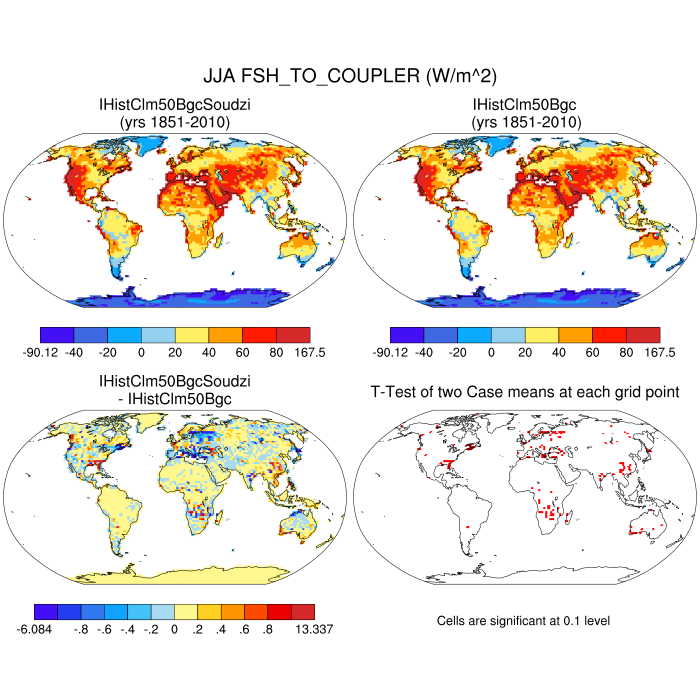 JJA FSH_TO_COUPLER (W/m^2)
IHistClm50BgcSoudzi
(yrs 1851-2010)
IHistClm50Bgc
(yrs 1851-2010)
-90.12 -40 -20 0 20 40 60 80 167.5
-90.12 -40 -20 0 20 40 60 80 167.5
IHistClm50BgcSoudzi
- IHistClm50Bgc
T-Test of two Case means at each grid point
-6.084 -.8 -.6 -.4 -.2 0 .2 .4 .6 .8 13.337
Cells are significant at 0.1 level